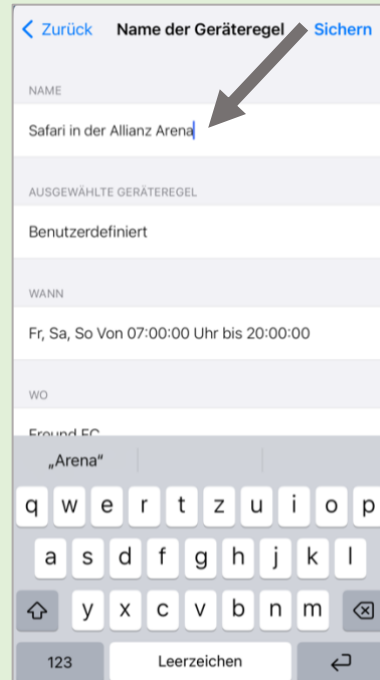 Zurück Name der Geräteregel Sichern
NAME
Safari in der Allianz Arena
AUSGEWÄHLTE GERÄTEREGEL
Benutzerdefiniert
WANN
Fr, Sa, So Von 07:00:00 Uhr bis 20:00:00
WO
„Arena“
q w e r t z u i o p
a s d f g h j k l
y x c v b n m
123 Leerzeichen